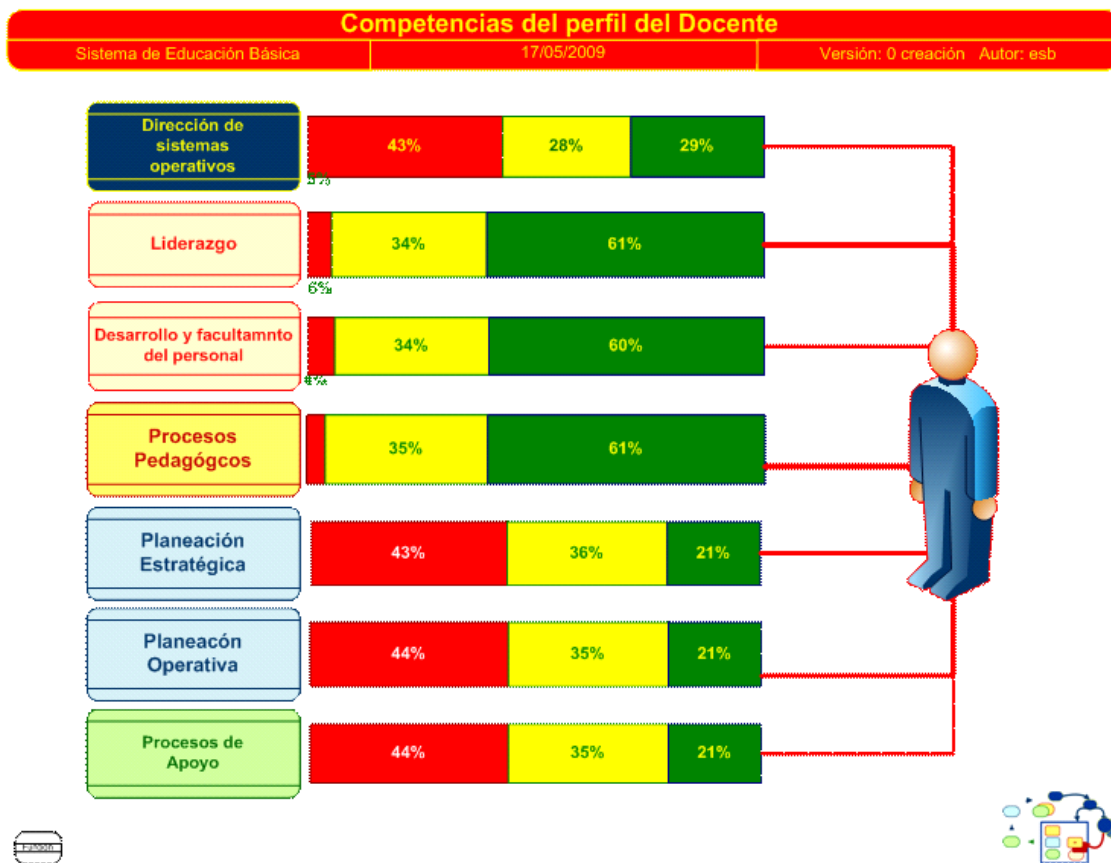 Competencias del perfil del Docente
Sistema de Educación Básica
17/05/2009
Versión: 0 creación Autor: esb
Dirección de
sistemas
operativos
43%
28%
29%
5%
Liderazgo
34%
61%
6%
Desarrollo y facultamnto
del personal
34%
60%
4%
Procesos
Pedagógcos
35%
61%
Planeación
Estratégica
43%
36%
21%
Planeacón
Operativa
44%
35%
21%
Procesos de
Apoyo
44%
35%
21%